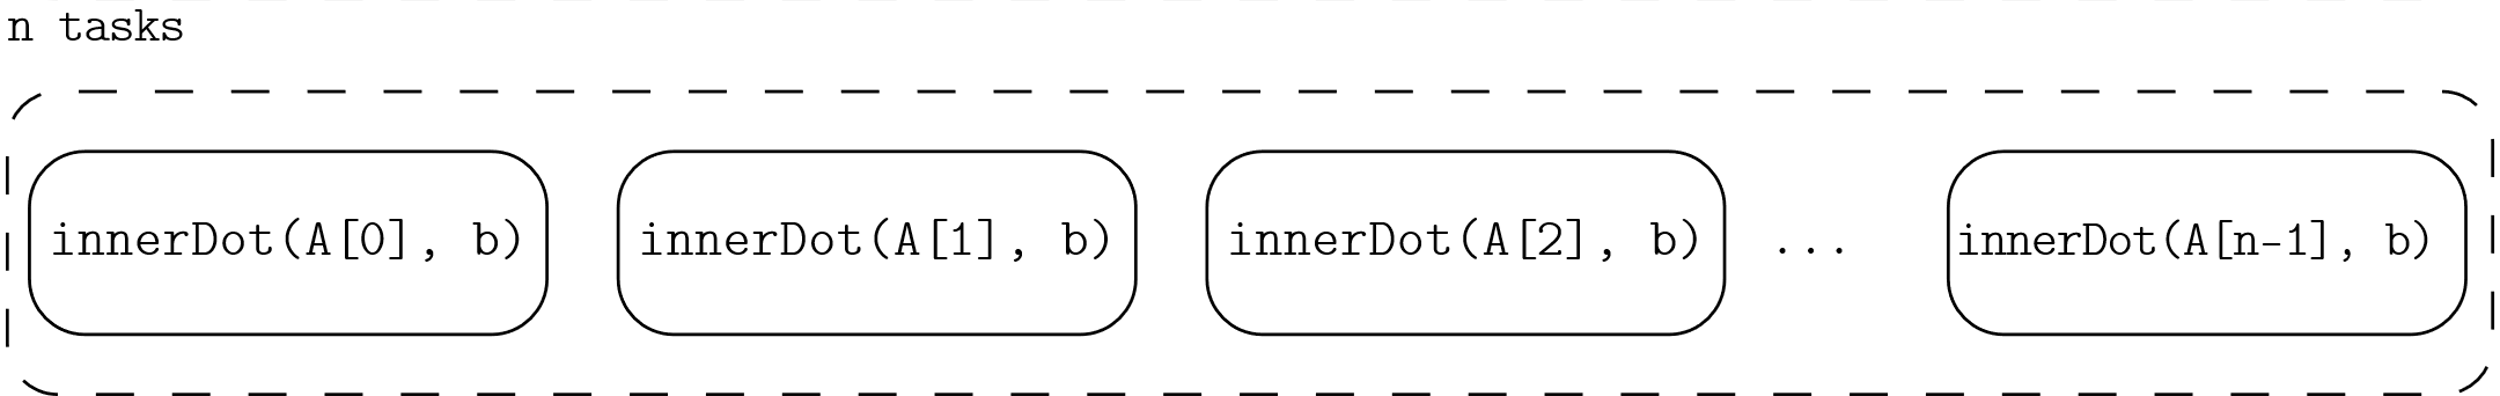 n tasks
innerDot(A[0], b) innerDot(A[1], b) innerDot(A[2], b) ... innerDot(A[n-1], b)